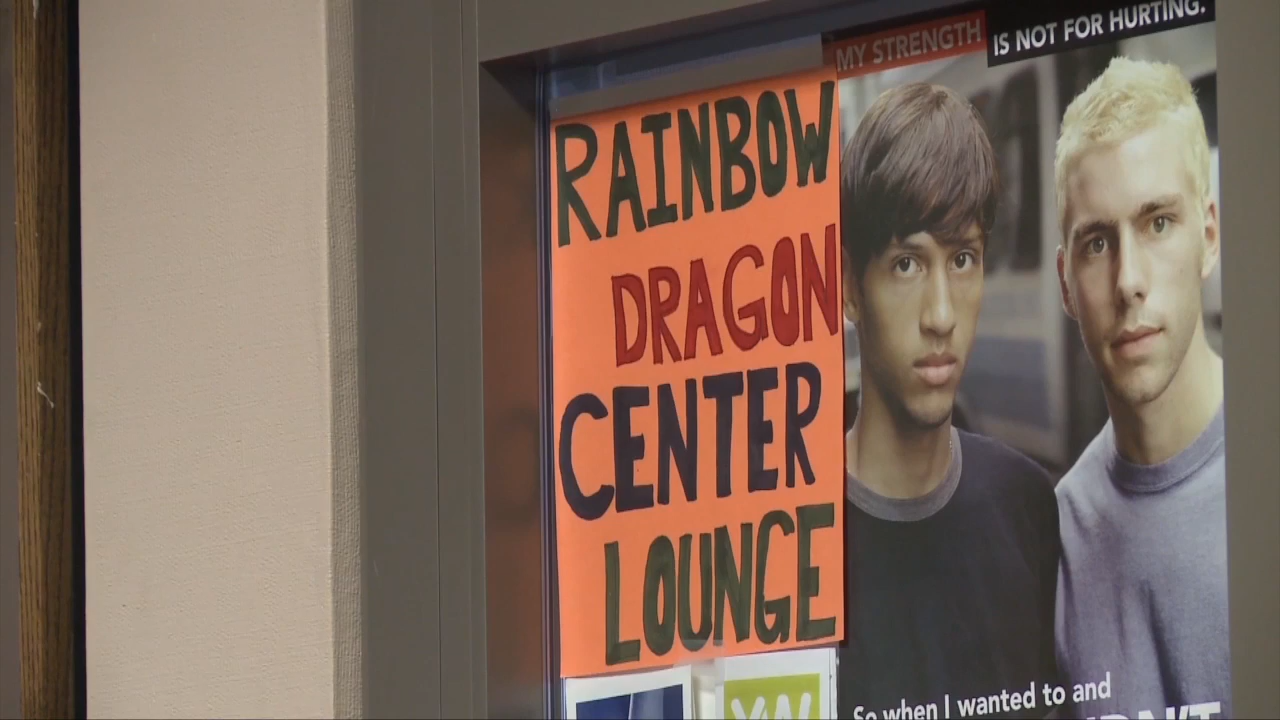 MY STRENGTH IS NOT FOR HURTING.
RAINBOW
DRAGON
CENTER
LOUNGE
So when I wanted to and